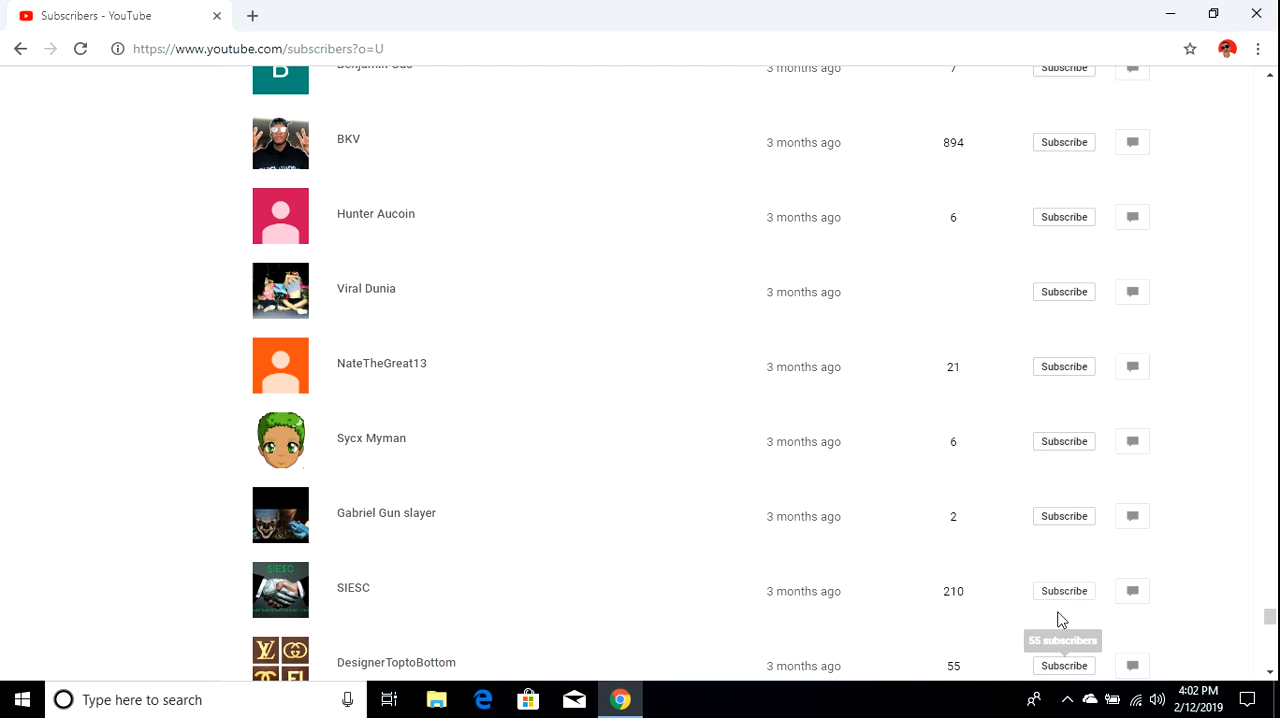 Subscribers - YouTube
https://www.youtube.com/subscribers?o=U
3 months ago 7 Subscribe
BKV 3 months ago 894 Subscribe
Hunter Aucoin 3 months ago 6 Subscribe
Viral Dunia 3 months ago Subscribe
NateTheGreat13 3 months ago 21 Subscribe
Sycx Myman 3 months ago 6 Subscribe
Gabriel Gun slayer 3 months ago 2 Subscribe
SIESC 3 months ago 210 Subscribe
55 subscribers
DesignerToptoBottom 3 months ago 55 Subscribe
Type here to search
2:02 PM
2/12/2019